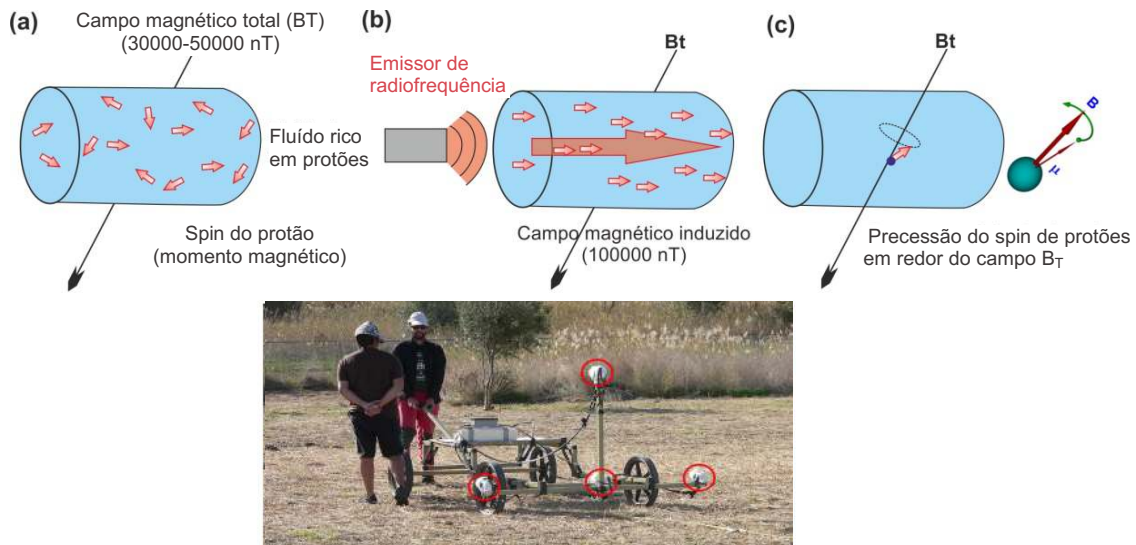 (a)
Campo magnético total (BT)
(30000-50000 nT)
Fluído rico
em protões
Spin do protão
(momento magnético)
(b)
Emissor de
radiofrequência
Bt
Campo magnético induzido
(100000 nT)
(c)
Bt
B
μ
Precessão do spin de protões
em redor do campo BT